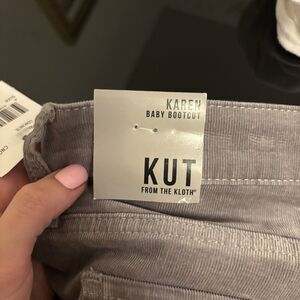 KAREN
BABY BOOTCUT
KUT
FROM THE KLOTH®